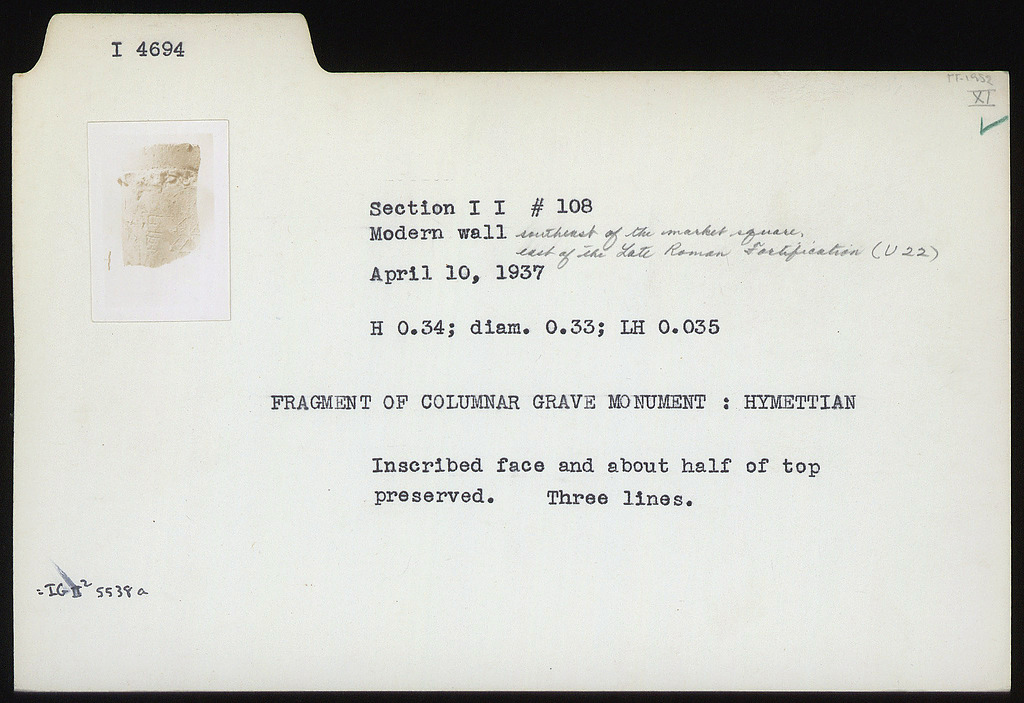 I 4694
XI
Section I I # 108
Modern wall southeast of the market square,
east of the Late Roman Fortification (U 22)
April 10, 1937
H 0.34; diam. 0.33; LH 0.035
FRAGMENT OF COLUMNAR GRAVE MONUMENT : HYMETTIAN
Inscribed face and about half of top
preserved. Three lines.
=IG II² 5538a